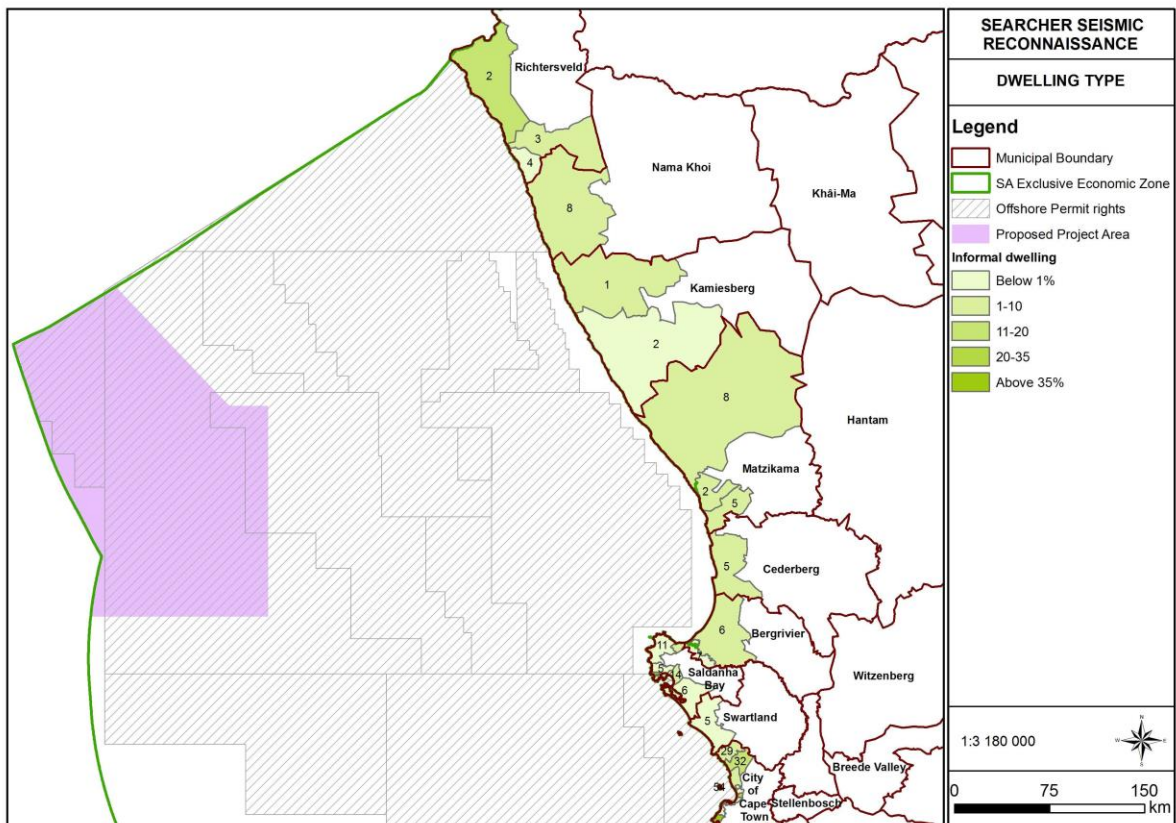 SEARCHER SEISMIC
RECONNAISSANCE
DWELLING TYPE
Legend
Municipal Boundary
SA Exclusive Economic Zone
Offshore Permit rights
Proposed Project Area
Informal dwelling
Below 1%
1-10
11-20
20-35
Above 35%
1:3 180 000
N
W
E
S
0 75 150
km
Richtersveld
2
3
4
Nama Khoi
Khâi-Ma
8
1
Kamiesberg
2
8
Hantam
Matzikama
2
5
5
Cederberg
6
Bergrivier
11
7
5
14
Saldanha
Bay
Witzenberg
6
5
Swartland
29
32
54
City
of
Cape
Town
Breede Valley
Stellenbosch